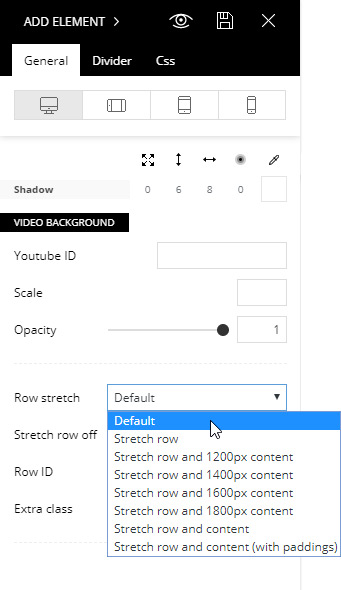 ADD ELEMENT >
General Divider Css
Shadow 0 6 8 0
VIDEO BACKGROUND
Youtube ID
Scale
Opacity 1
Row stretch Default
Default
Stretch row off
Stretch row
Stretch row and 1200px content
Row ID
Stretch row and 1400px content
Stretch row and 1600px content
Extra class
Stretch row and 1800px content
Stretch row and content
Stretch row and content (with paddings)